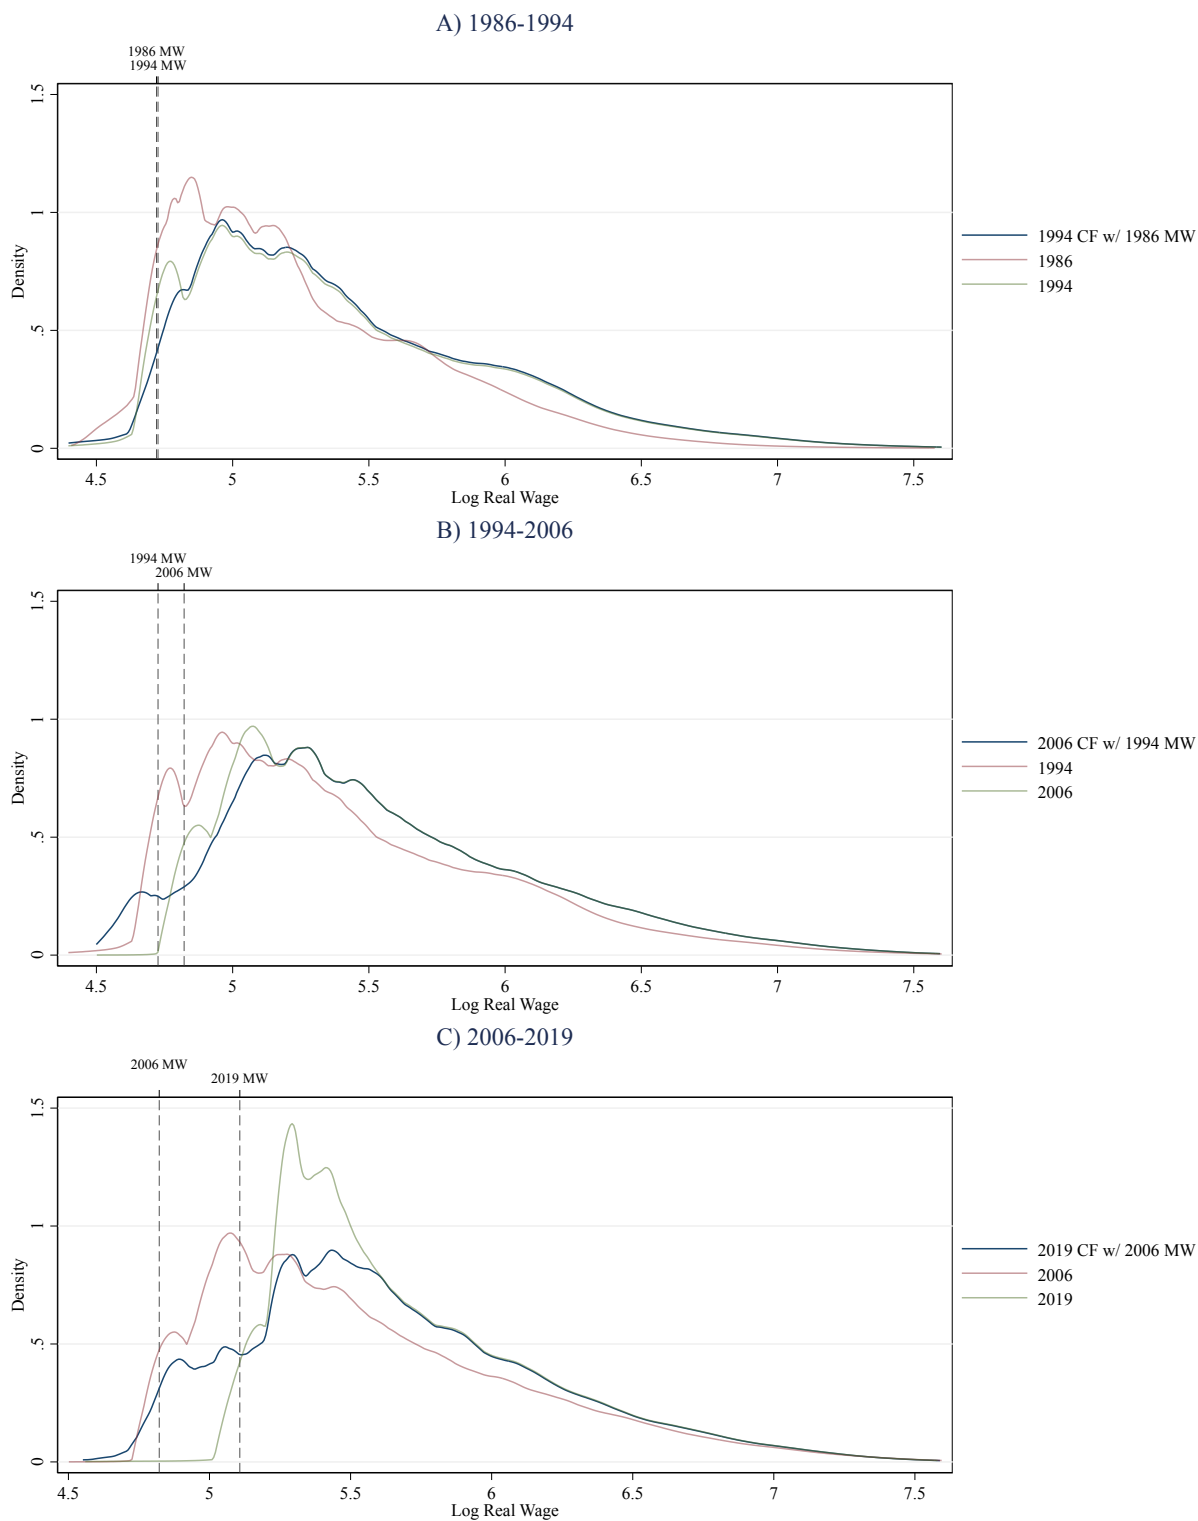 A) 1986-1994
1986 MW
1994 MW
1.5
1
.5
0
Density
4.5 5 5.5 6 6.5 7 7.5
Log Real Wage
1994 CF w/ 1986 MW
1986
1994
B) 1994-2006
1994 MW
2006 MW
1.5
1
.5
0
Density
4.5 5 5.5 6 6.5 7 7.5
Log Real Wage
2006 CF w/ 1994 MW
1994
2006
C) 2006-2019
2006 MW
2019 MW
1.5
1
.5
0
Density
4.5 5 5.5 6 6.5 7 7.5
Log Real Wage
2019 CF w/ 2006 MW
2006
2019